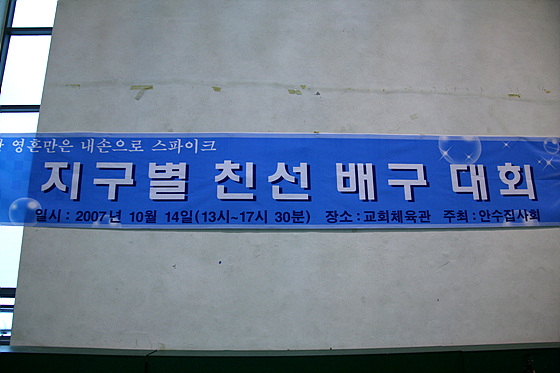 영혼만은 내손으로 스파이크
지구별 친선 배구 대회
일시 : 2007년 10월 14일(13시~17시 30분) 장소 : 교회체육관 주최 : 안수집사회